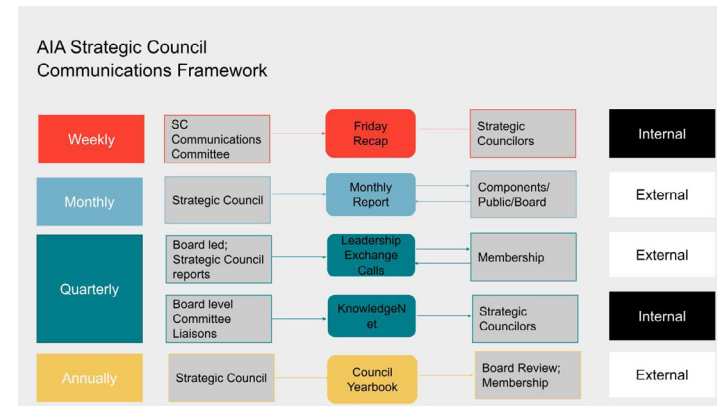 AIA Strategic Council
Communications Framework
Weekly
SC
Communications
Committee
Friday
Recap
Strategic
Councilors
Internal
Monthly
Strategic Council
Monthly
Report
Components/
Public/Board
External
Quarterly
Board led;
Strategic Council
reports
Leadership
Exchange
Calls
Membership
External
Board level
Committee
Liaisons
KnowledgeN
et
Strategic
Councilors
Internal
Annually
Strategic Council
Council
Yearbook
Board Review;
Membership
External